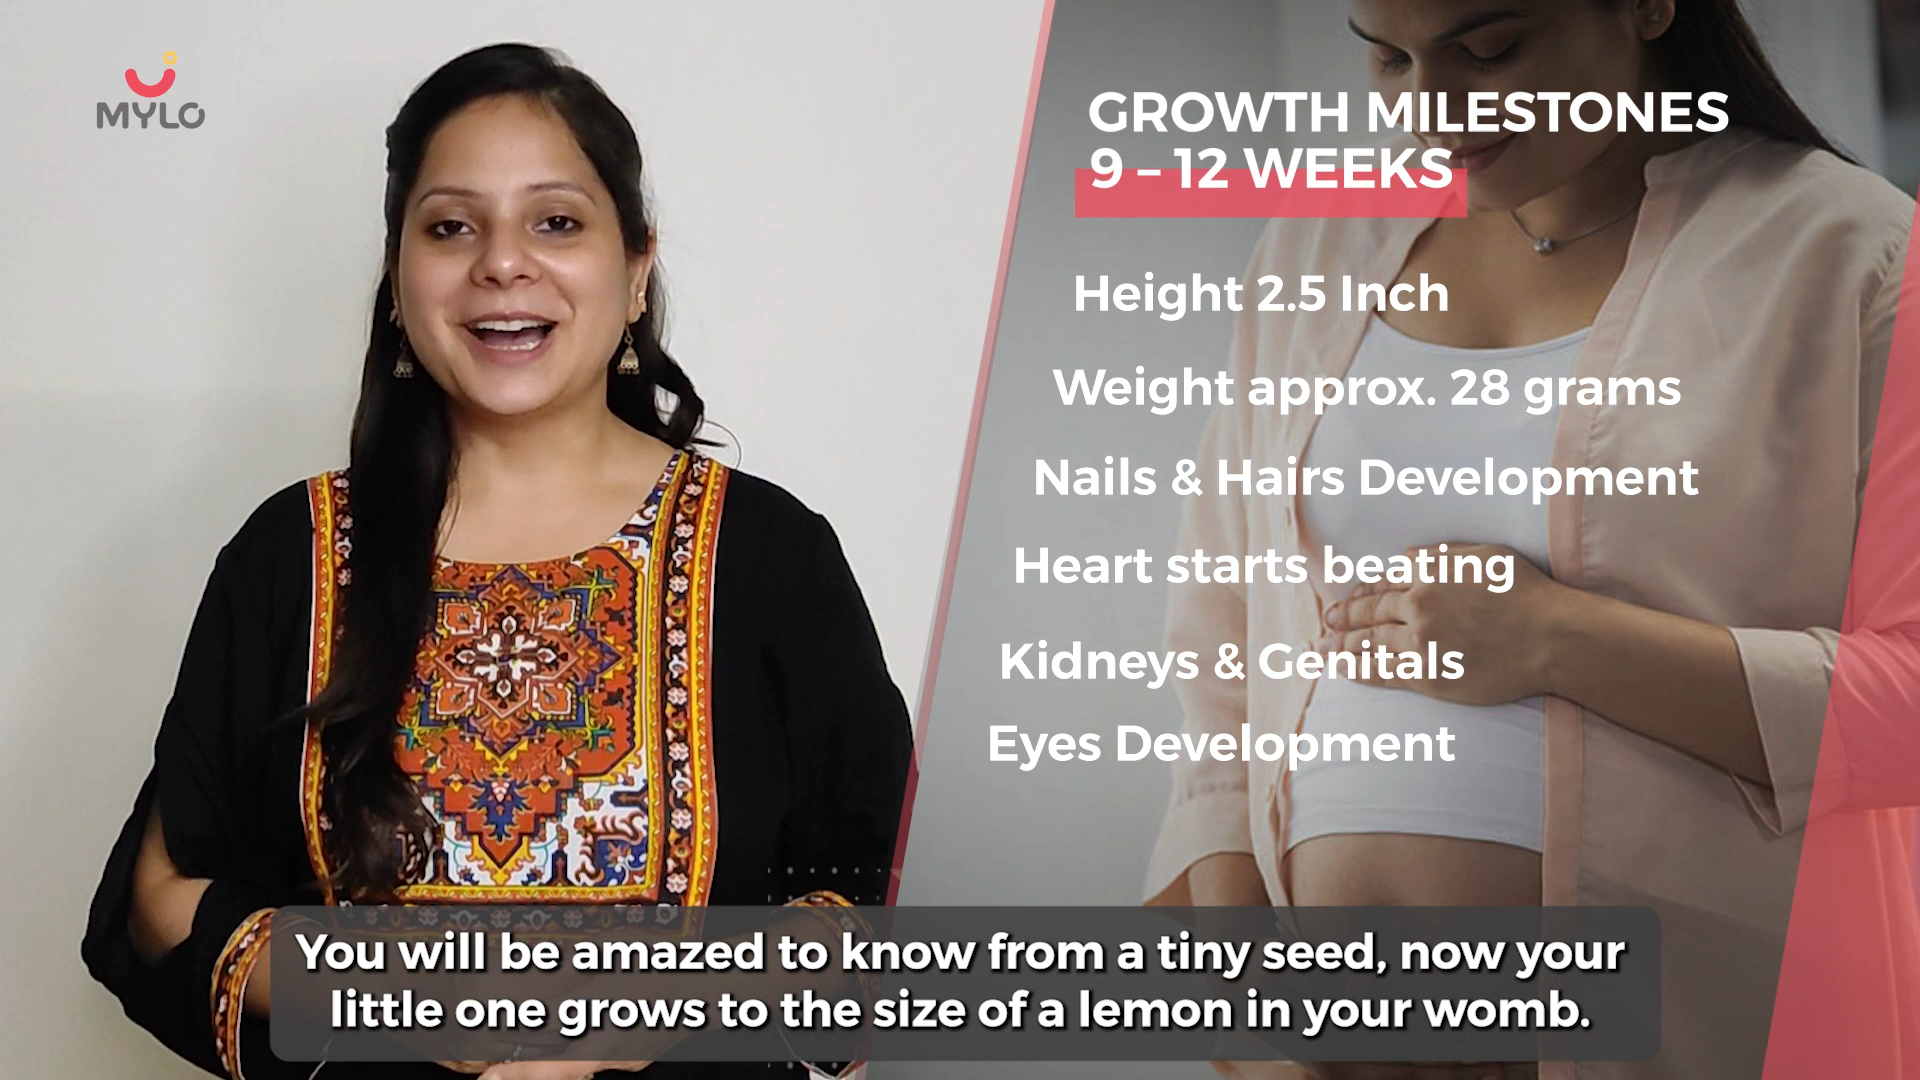 MYLO
GROWTH MILESTONES
9 – 12 WEEKS
Height 2.5 Inch
Weight approx. 28 grams
Nails & Hairs Development
Heart starts beating
Kidneys & Genitals
Eyes Development
You will be amazed to know from a tiny seed, now your
little one grows to the size of a lemon in your womb.